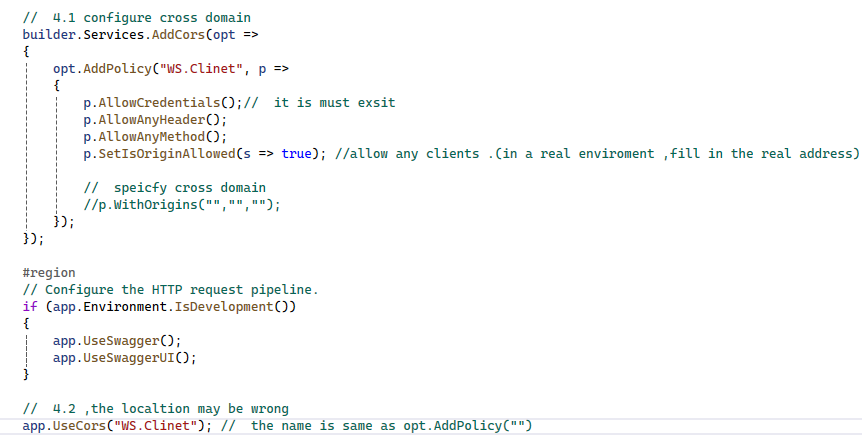 //  4.1 configure cross domain
builder.Services.AddCors(opt =>
{
    opt.AddPolicy("WS.Clinet", p =>
    {
        p.AllowCredentials();//  it is must exsit
        p.AllowAnyHeader();
        p.AllowAnyMethod();
        p.SetIsOriginAllowed(s => true); //allow any clients .(in a real enviroment ,fill in the real address)
        //  speicfy cross domain
        //p.WithOrigins("","","");
    });
});
#region
// Configure the HTTP request pipeline.
if (app.Environment.IsDevelopment())
{
    app.UseSwagger();
    app.UseSwaggerUI();
}
//  4.2 ,the localtion may be wrong
app.UseCors("WS.Clinet"); //  the name is same as opt.AddPolicy("")